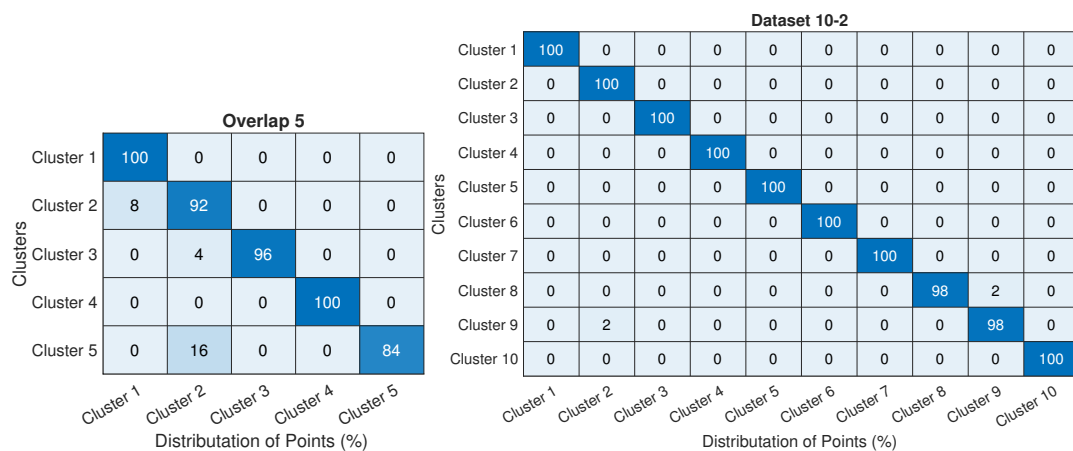 Overlap 5
Clusters
Cluster 1 100 0 0 0 0
Cluster 2 8 92 0 0 0
Cluster 3 0 4 96 0 0
Cluster 4 0 0 0 100 0
Cluster 5 0 16 0 0 84
Cluster 1 Cluster 2 Cluster 3 Cluster 4 Cluster 5
Distributation of Points (%)
Dataset 10-2
Clusters
Cluster 1 100 0 0 0 0 0 0 0 0 0
Cluster 2 0 100 0 0 0 0 0 0 0 0
Cluster 3 0 0 100 0 0 0 0 0 0 0
Cluster 4 0 0 0 100 0 0 0 0 0 0
Cluster 5 0 0 0 0 100 0 0 0 0 0
Cluster 6 0 0 0 0 0 100 0 0 0 0
Cluster 7 0 0 0 0 0 0 100 0 0 0
Cluster 8 0 0 0 0 0 0 0 98 2 0
Cluster 9 0 2 0 0 0 0 0 0 98 0
Cluster 10 0 0 0 0 0 0 0 0 0 100
Cluster 1 Cluster 2 Cluster 3 Cluster 4 Cluster 5 Cluster 6 Cluster 7 Cluster 8 Cluster 9 Cluster 10
Distributation of Points (%)